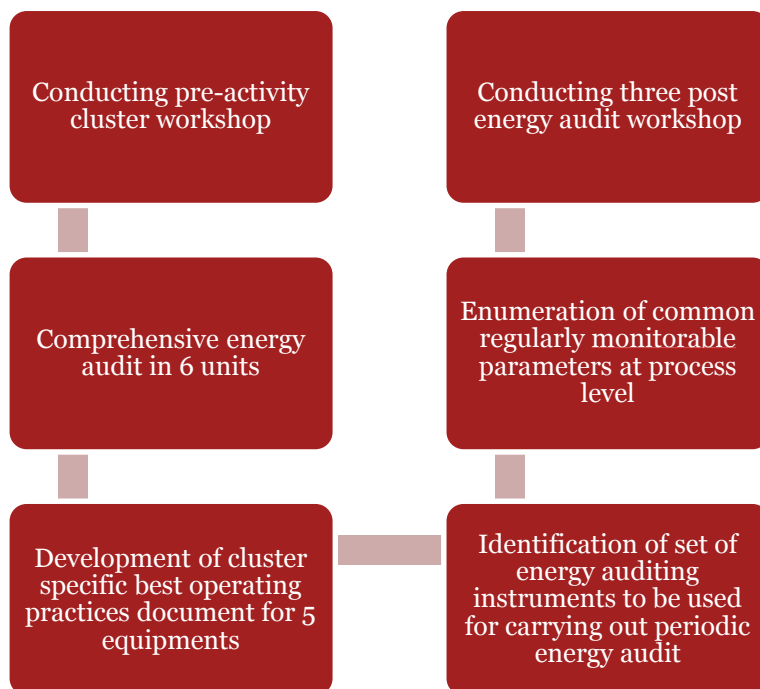 Conducting pre-activity
cluster workshop
Comprehensive energy
audit in 6 units
Development of cluster
specific best operating
practices document for 5
equipments
Identification of set of
energy auditing
instruments to be used
for carrying out periodic
energy audit
Enumeration of common
regularly monitorable
parameters at process
level
Conducting three post
energy audit workshop